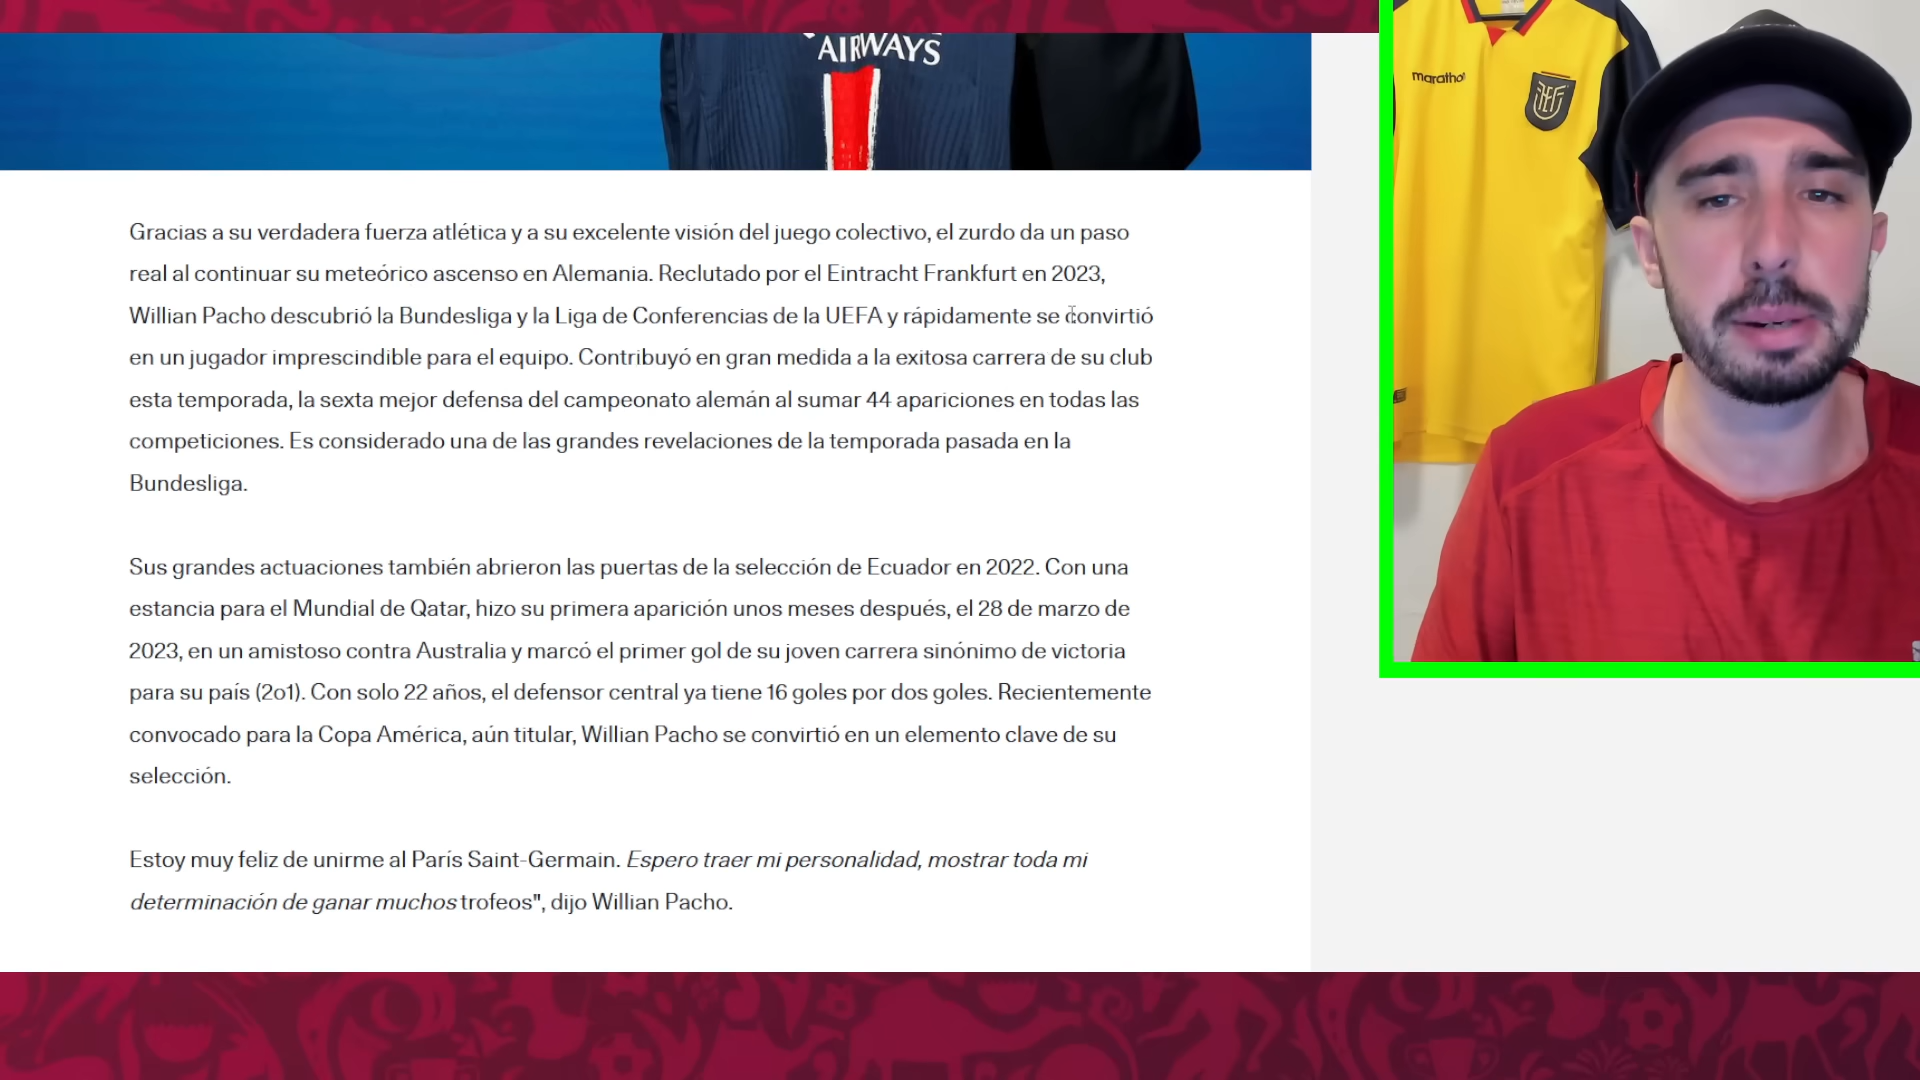 AIRWAYS
marathon
Gracias a su verdadera fuerza atlética y a su excelente visión del juego colectivo, el zurdo da un paso
real al continuar su meteórico ascenso en Alemania. Reclutado por el Eintracht Frankfurt en 2023,
Willian Pacho descubrió la Bundesliga y la Liga de Conferencias de la UEFA y rápidamente se convirtió
en un jugador imprescindible para el equipo. Contribuyó en gran medida a la exitosa carrera de su club
esta temporada, la sexta mejor defensa del campeonato alemán al sumar 44 apariciones en todas las
competiciones. Es considerado una de las grandes revelaciones de la temporada pasada en la
Bundesliga.
Sus grandes actuaciones también abrieron las puertas de la selección de Ecuador en 2022. Con una
estancia para el Mundial de Qatar, hizo su primera aparición unos meses después, el 28 de marzo de
2023, en un amistoso contra Australia y marcó el primer gol de su joven carrera sinónimo de victoria
para su país (2o1). Con solo 22 años, el defensor central ya tiene 16 goles por dos goles. Recientemente
convocado para la Copa América, aún titular, Willian Pacho se convirtió en un elemento clave de su
selección.
Estoy muy feliz de unirme al París Saint-Germain. Espero traer mi personalidad, mostrar toda mi
determinación de ganar muchos trofeos", dijo Willian Pacho.